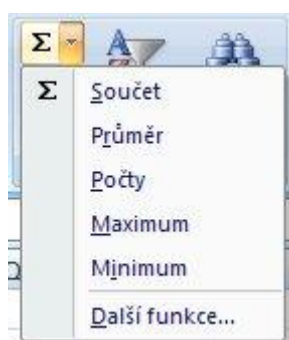 Σ
Σ Součet
Průměr
Počty
Maximum
Minimum
Další funkce...